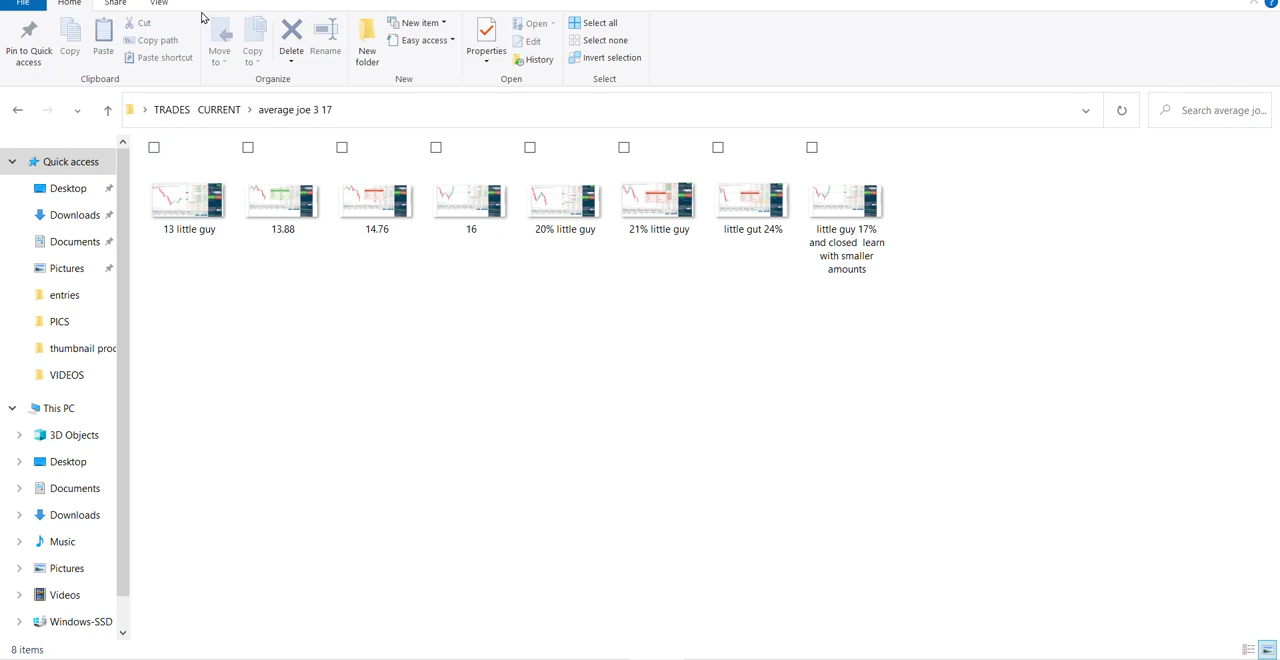 File Home Share View
Pin to Quick access
Copy
Paste
Cut
Copy path
Paste shortcut
Clipboard
Move to
Copy to
Delete
Rename
Organize
New folder
New item
Easy access
New
Properties
Open
Edit
History
Open
Select all
Select none
Invert selection
Select
TRADES CURRENT > average joe 3 17
Search average jo...
Quick access
Desktop
Downloads
Documents
Pictures
entries
PICS
thumbnail proc
VIDEOS
This PC
3D Objects
Desktop
Documents
Downloads
Music
Pictures
Videos
Windows-SSD
13 little guy
13.88
14.76
16
20% little guy
21% little guy
little gut 24%
little guy 17%
and closed learn
with smaller
amounts
8 items